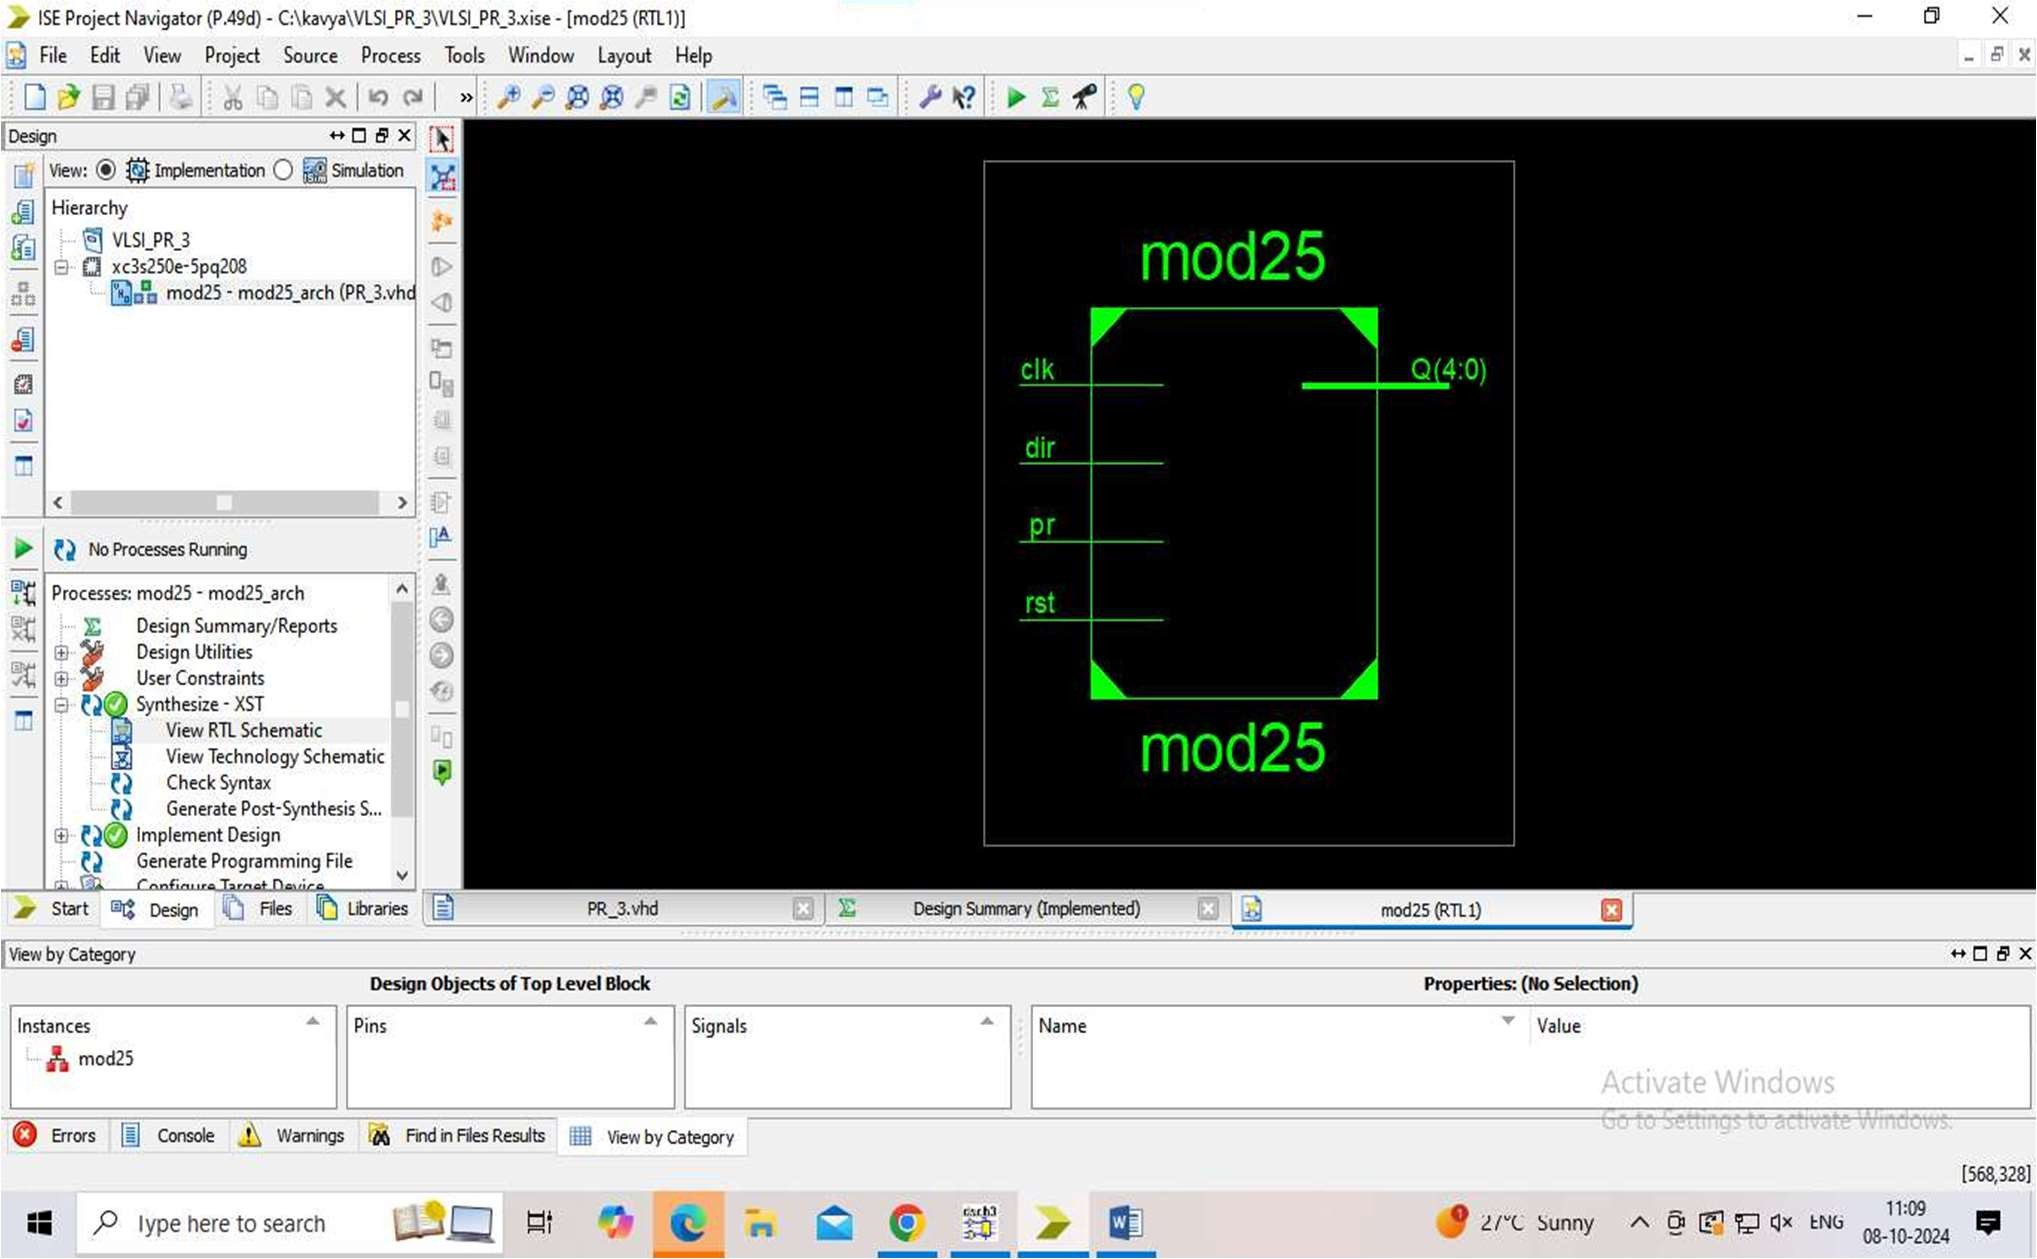 ISE Project Navigator (P.49d) - C:\kavya\VLSI_PR_3\VLSI_PR_3.xise - [mod25 (RTL1)]
File Edit View Project Source Process Tools Window Layout Help
Design
View: Implementation Simulation
Hierarchy
VLSI_PR_3
xc3s250e-5pq208
mod25 - mod25_arch (PR_3.vhd
No Processes Running
Processes: mod25 - mod25_arch
Design Summary/Reports
Design Utilities
User Constraints
Synthesize - XST
View RTL Schematic
View Technology Schematic
Check Syntax
Generate Post-Synthesis S...
Implement Design
Generate Programming File
Configure Target Device
Start Design Files Libraries
mod25
clk
Q(4:0)
dir
pr
rst
mod25
PR_3.vhd
Design Summary (Implemented)
mod25 (RTL1)
View by Category
Design Objects of Top Level Block
Properties: (No Selection)
Instances
mod25
Pins
Signals
Name Value
Activate Windows
Go to Settings to activate Windows.
Errors Console Warnings Find in Files Results View by Category
[568,328]
Type here to search
dsch3
27°C Sunny
ENG
11:09
08-10-2024